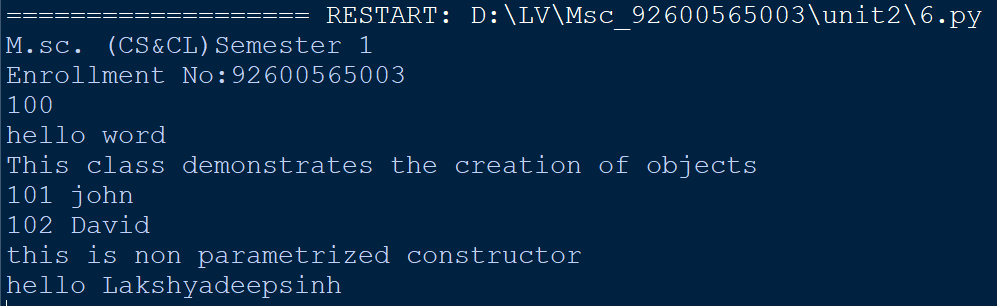 =================== RESTART: D:\LV\Msc_92600565003\unit2\6.py
M.sc. (CS&CL)Semester 1
Enrollment No:92600565003
100
hello word
This class demonstrates the creation of objects
101 john
102 David
this is non parametrized constructor
hello Lakshyadeepsinh